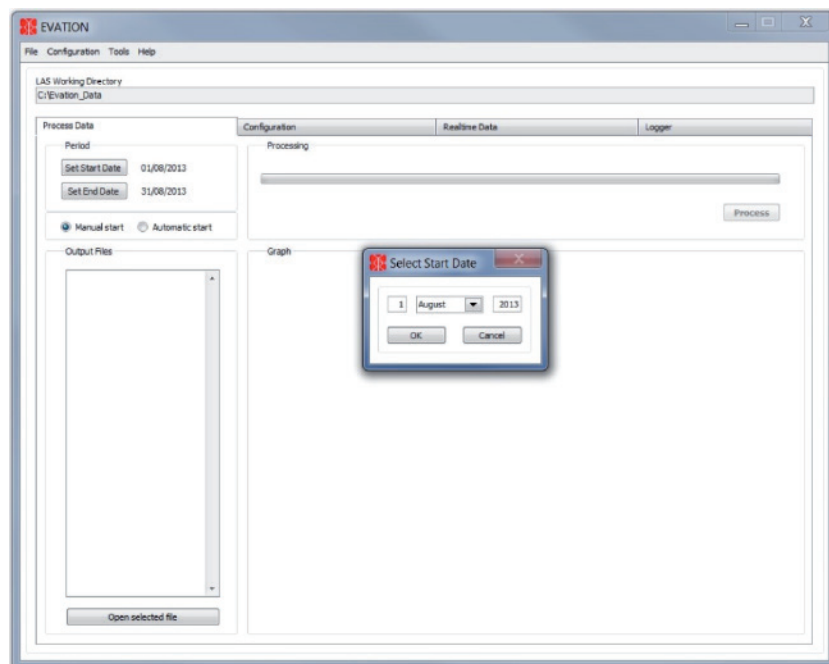 EVATION
File Configuration Tools Help
LAS Working Directory
C:\Evation_Data
Process Data Configuration Realtime Data Logger
Period
Set Start Date 01/08/2013
Set End Date 31/08/2013
Manual start Automatic start
Processing
Process
Output Files
Open selected file
Graph
Select Start Date
1 August 2013
OK Cancel